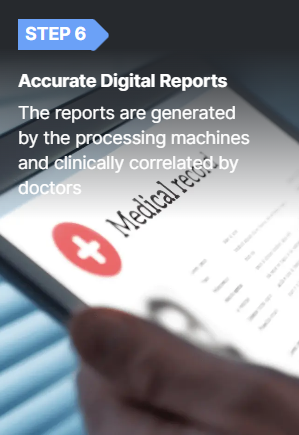 STEP 6
Accurate Digital Reports
The reports are generated
by the processing machines
and clinically correlated by
doctors
Medical record